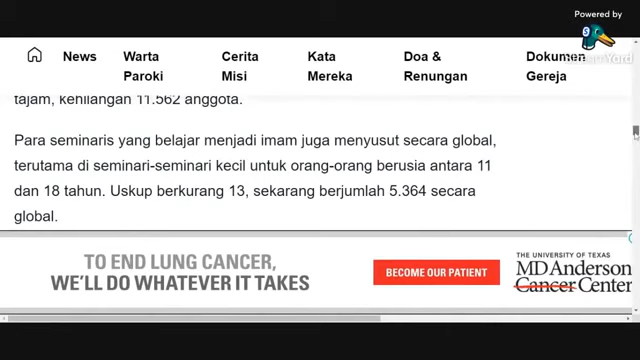 Powered by
StreamYard
News
Warta Paroki
Cerita Misi
Kata Mereka
Doa & Renungan
Dokumen Gereja
tajam, kehilangan 11.562 anggota.
Para seminaris yang belajar menjadi imam juga menyusut secara global,
terutama di seminari-seminari kecil untuk orang-orang berusia antara 11
dan 18 tahun. Uskup berkurang 13, sekarang berjumlah 5.364 secara
global.
TO END LUNG CANCER,
WE'LL DO WHATEVER IT TAKES
BECOME OUR PATIENT
THE UNIVERSITY OF TEXAS
MD Anderson
Cancer Center